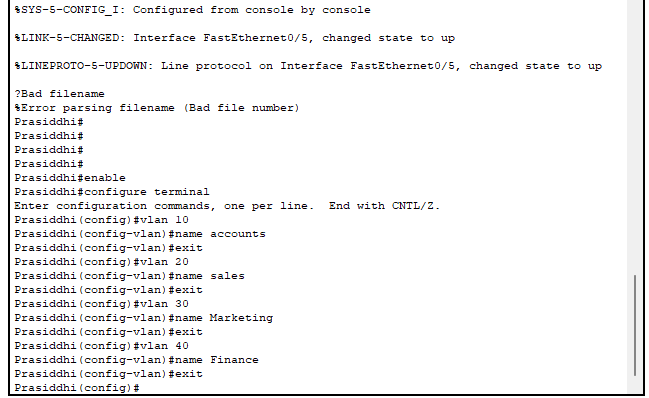 %SYS-5-CONFIG_I: Configured from console by console
%LINK-5-CHANGED: Interface FastEthernet0/5, changed state to up
%LINEPROTO-5-UPDOWN: Line protocol on Interface FastEthernet0/5, changed state to up
?Bad filename
%Error parsing filename (Bad file number)
Prasiddhi#
Prasiddhi#
Prasiddhi#
Prasiddhi#
Prasiddhi#enable
Prasiddhi#configure terminal
Enter configuration commands, one per line.  End with CNTL/Z.
Prasiddhi(config)#vlan 10
Prasiddhi(config-vlan)#name accounts
Prasiddhi(config-vlan)#exit
Prasiddhi(config)#vlan 20
Prasiddhi(config-vlan)#name sales
Prasiddhi(config-vlan)#exit
Prasiddhi(config)#vlan 30
Prasiddhi(config-vlan)#name Marketing
Prasiddhi(config-vlan)#exit
Prasiddhi(config)#vlan 40
Prasiddhi(config-vlan)#name Finance
Prasiddhi(config-vlan)#exit
Prasiddhi(config)#